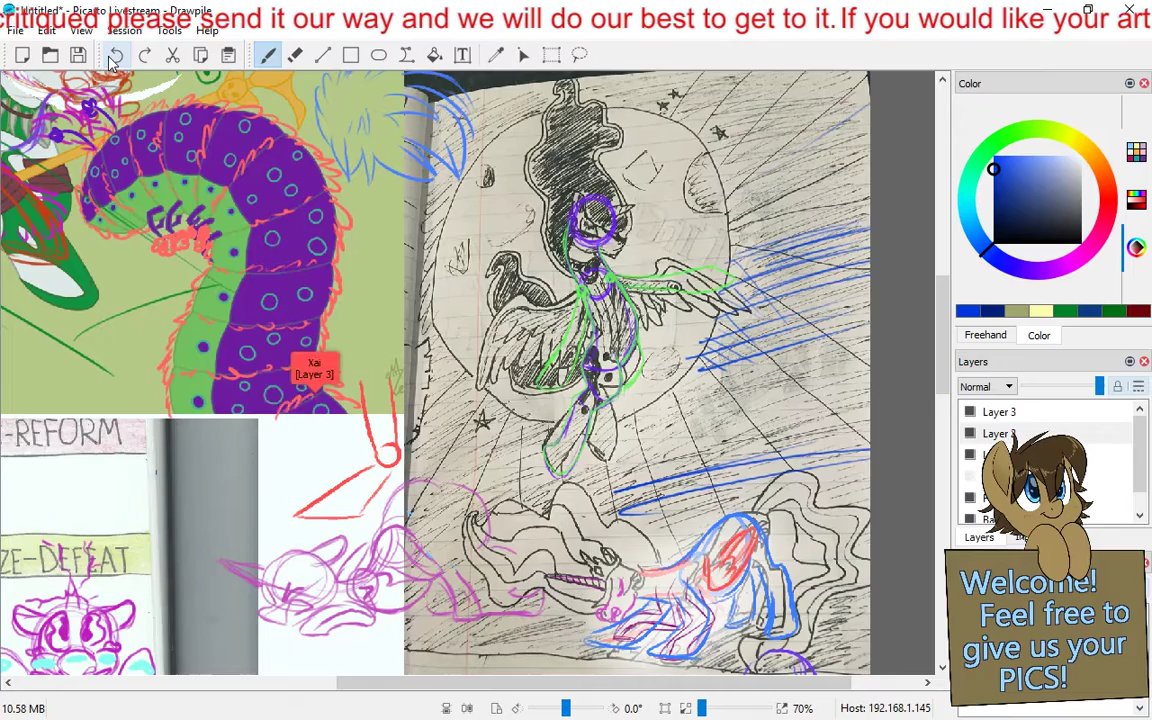 Untitled* - Picarto Livestream - Drawpile
critiqued please send it our way and we will do our best to get to it. If you would like your art
File Edit View Session Tools Help
Color
Xai
[Layer 3]
Freehand Color
Layers
Normal
Layer 3
Layer 2
-REFORM
ZE-DEFEAT
Layers
Welcome!
Feel free to
give us your
PICS!
10.58 MB
0.0°
70%
Host: 192.168.1.145